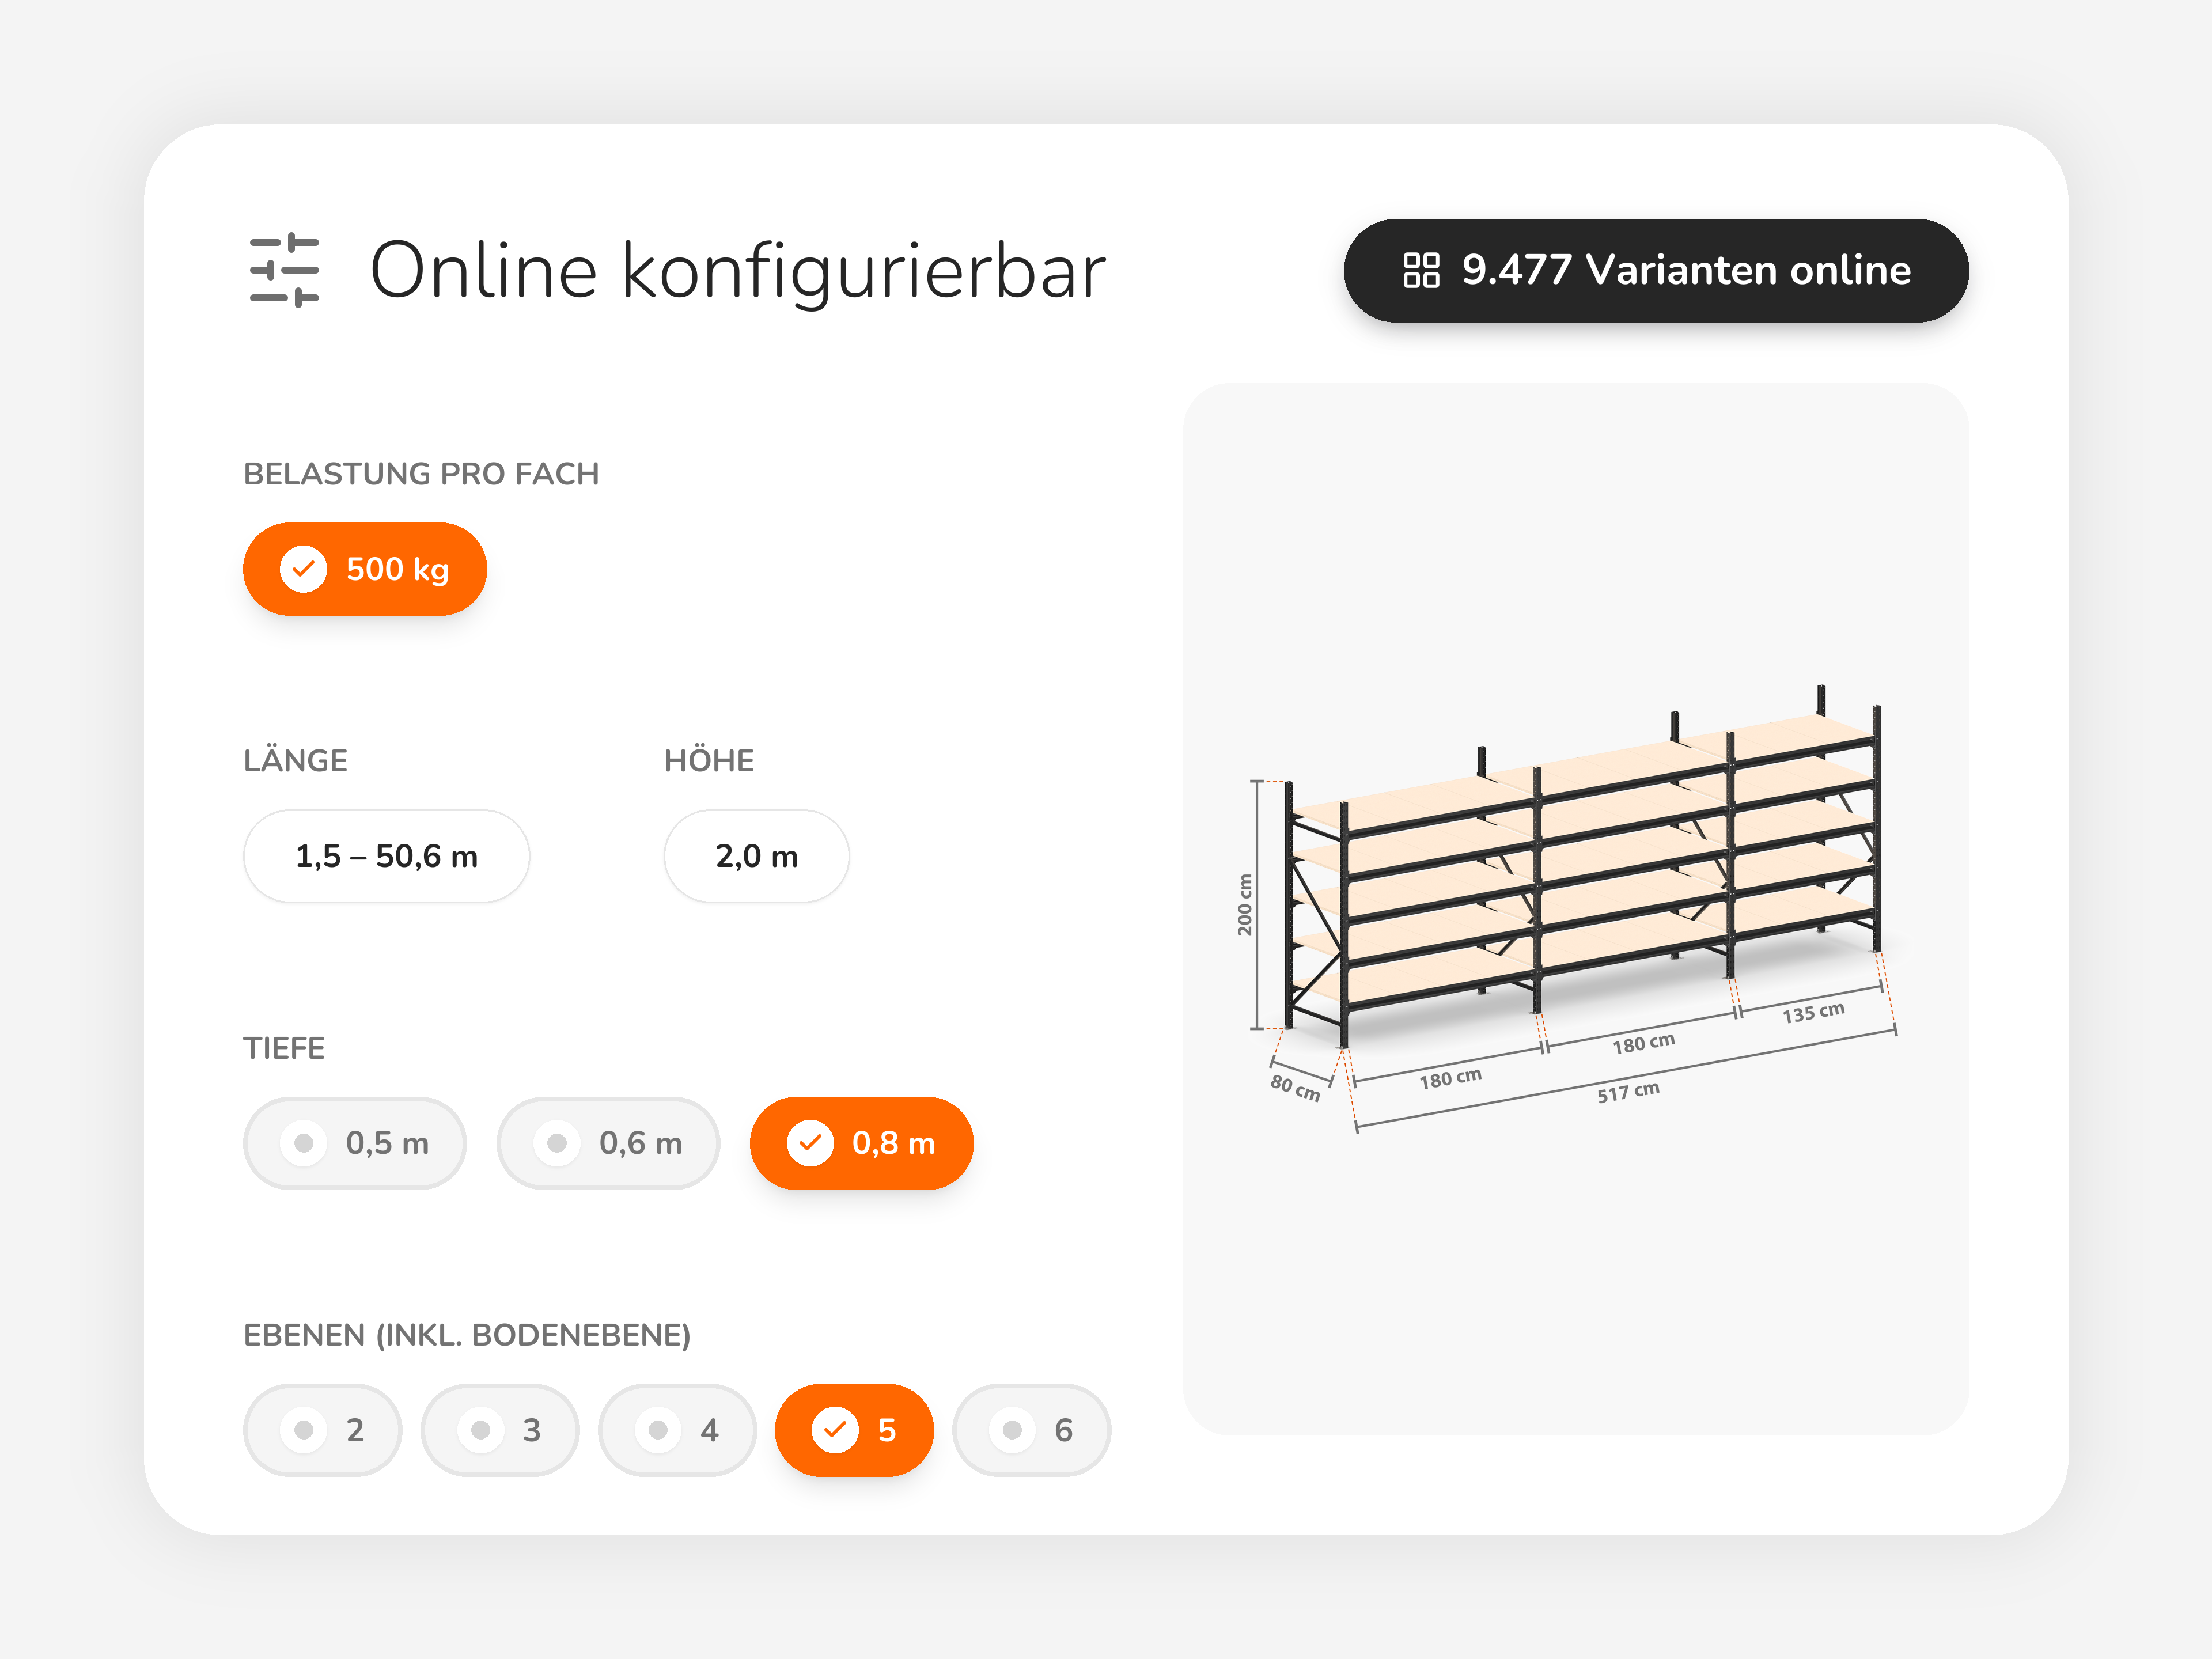 Online konfigurierbar
9.477 Varianten online
BELASTUNG PRO FACH
500 kg
LÄNGE
HÖHE
1,5 – 50,6 m
2,0 m
TIEFE
0,5 m
0,6 m
0,8 m
EBENEN (INKL. BODENEBENE)
2
3
4
5
6
200 cm
80 cm
180 cm
180 cm
135 cm
517 cm